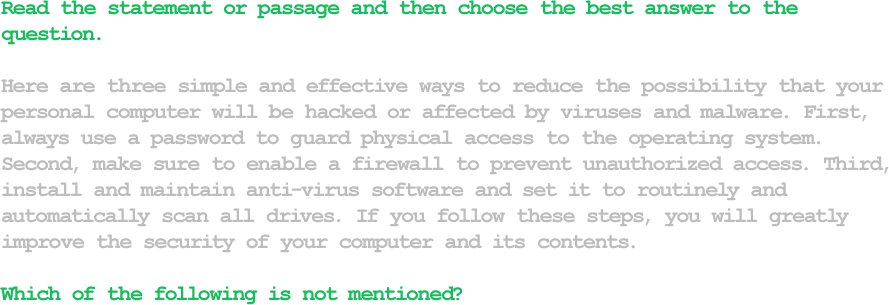 Read the statement or passage and then choose the best answer to the
question.
Here are three simple and effective ways to reduce the possibility that your
personal computer will be hacked or affected by viruses and malware. First,
always use a password to guard physical access to the operating system.
Second, make sure to enable a firewall to prevent unauthorized access. Third,
install and maintain anti-virus software and set it to routinely and
automatically scan all drives. If you follow these steps, you will greatly
improve the security of your computer and its contents.
Which of the following is not mentioned?